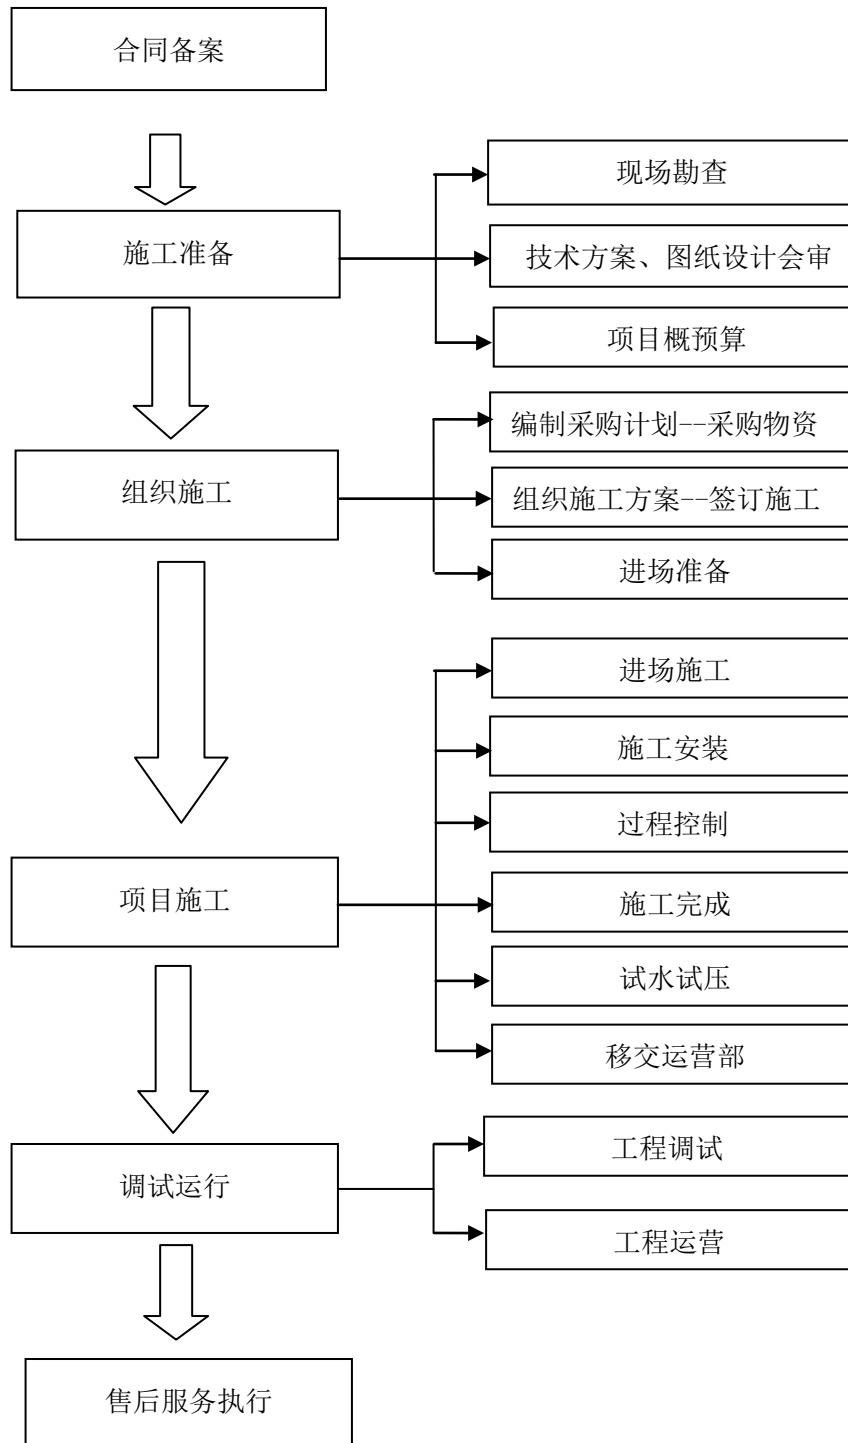 合同备案
施工准备
现场勘查
技术方案、图纸设计会审
项目概预算
组织施工
编制采购计划--采购物资
组织施工方案--签订施工
进场准备
项目施工
进场施工
施工安装
过程控制
施工完成
试水试压
移交运营部
调试运行
工程调试
工程运营
售后服务执行